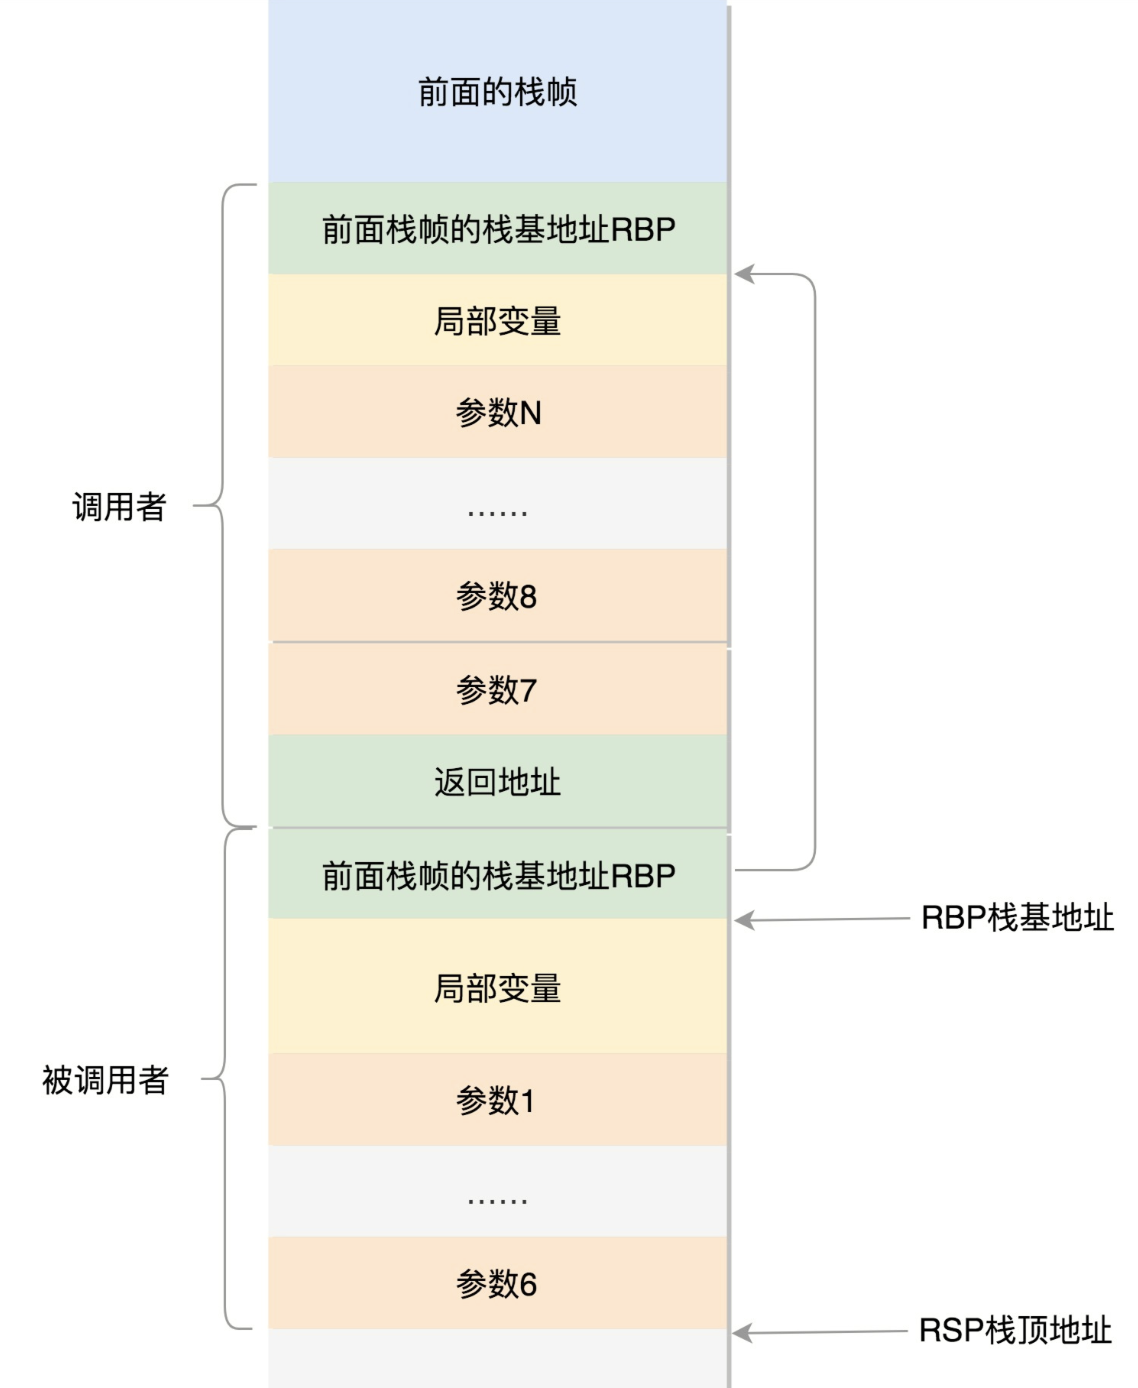 前面的栈帧
前面栈帧的栈基地址RBP
局部变量
参数N
……
调用者
参数8
参数7
返回地址
前面栈帧的栈基地址RBP
RBP栈基地址
局部变量
被调用者
参数1
……
参数6
RSP栈顶地址